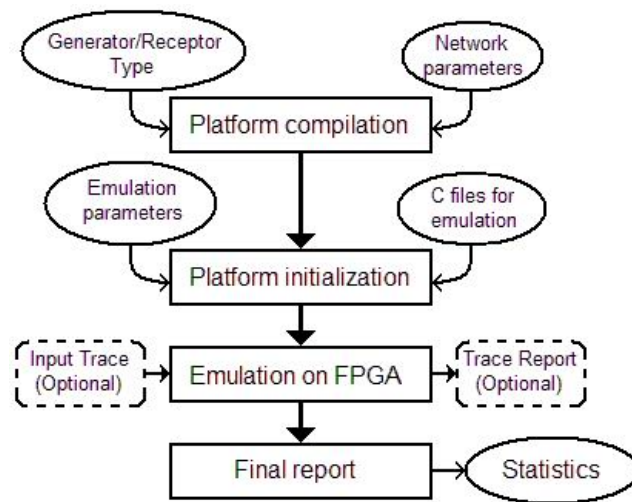 Generator/Receptor
Type
Network
parameters
Platform compilation
Emulation
parameters
C files for
emulation
Platform initialization
Input Trace
(Optional)
Emulation on FPGA
Trace Report
(Optional)
Final report
Statistics